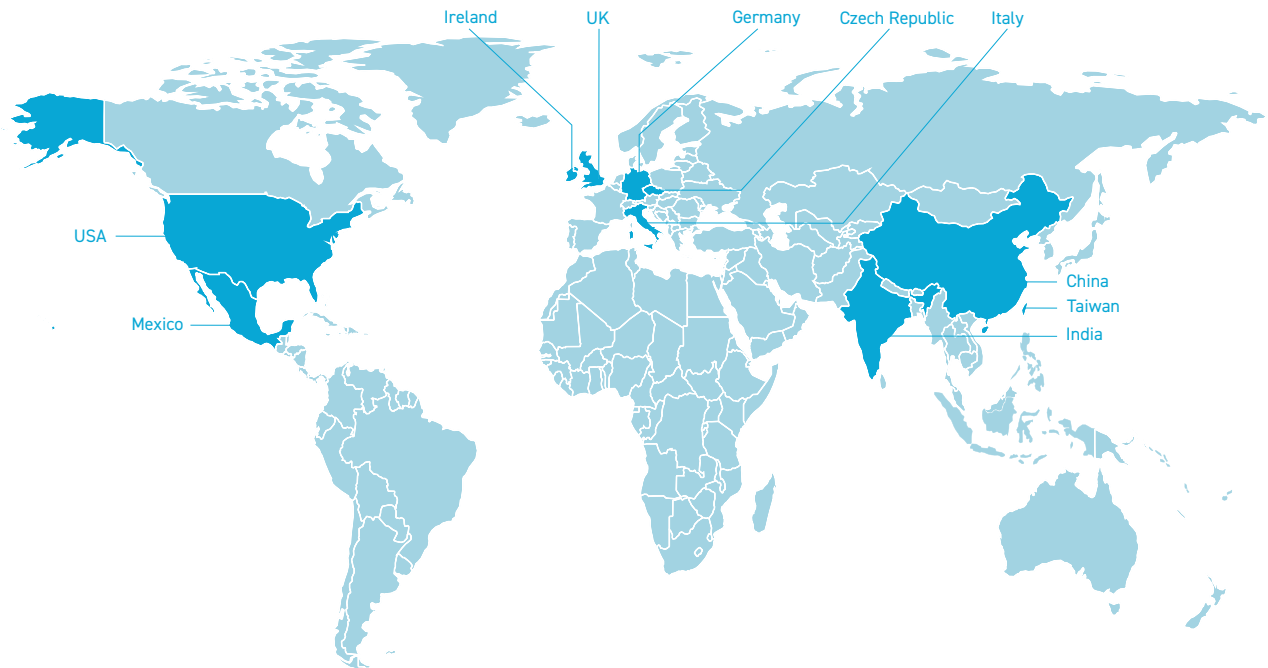 Ireland
UK
Germany
Czech Republic
Italy
USA
Mexico
China
Taiwan
India